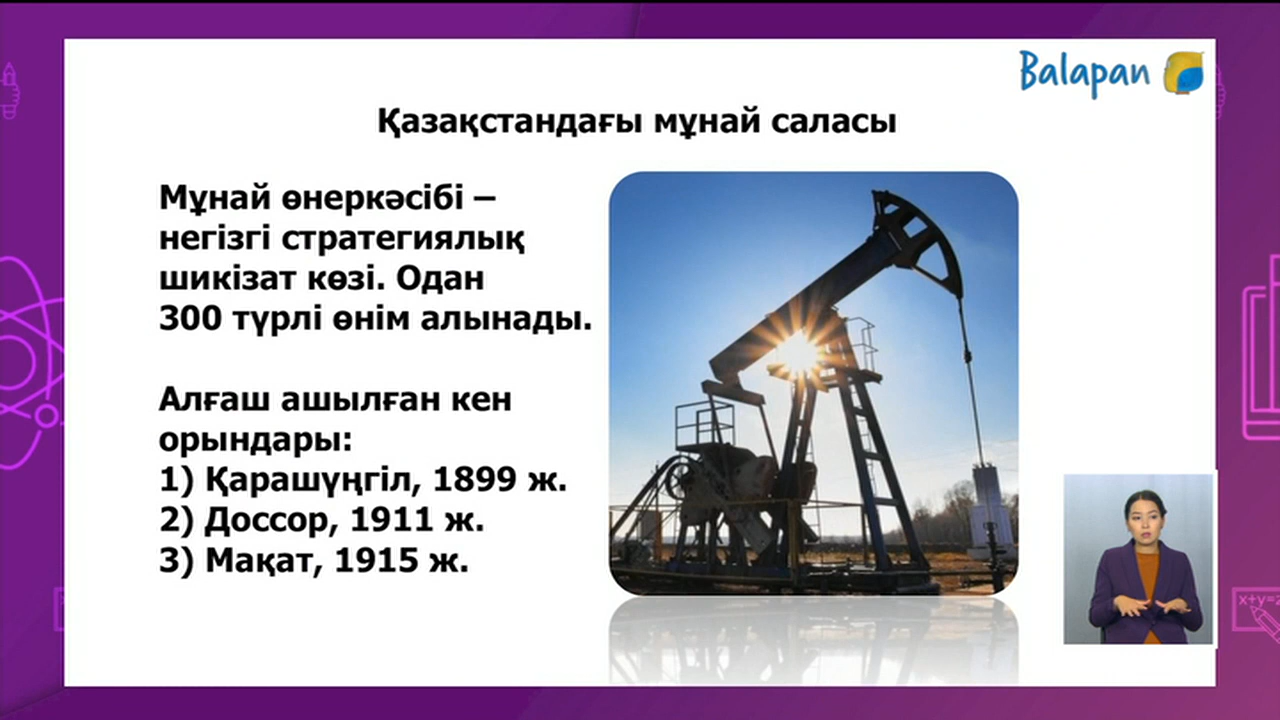 Balapan
Қазақстандағы мұнай саласы
Мұнай өнеркәсібі –
негізгі стратегиялық
шикізат көзі. Одан
300 түрлі өнім алынады.
Алғаш ашылған кен
орындары:
1) Қарашүңгіл, 1899 ж.
2) Доссор, 1911 ж.
3) Мақат, 1915 ж.